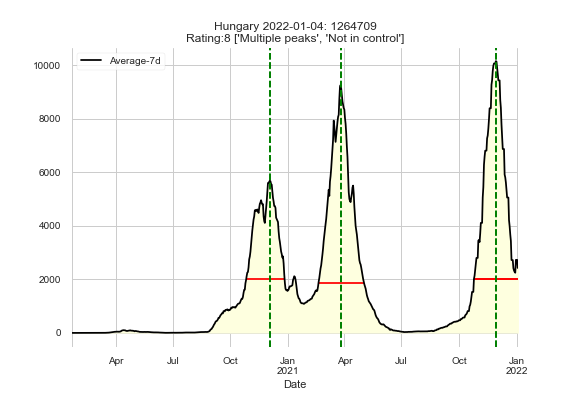 Hungary 2022-01-04: 1264709
Rating:8 ['Multiple peaks', 'Not in control']
Average-7d
10000
8000
6000
4000
2000
0
Apr Jul Oct Jan Apr Jul Oct Jan
2021 2022
Date